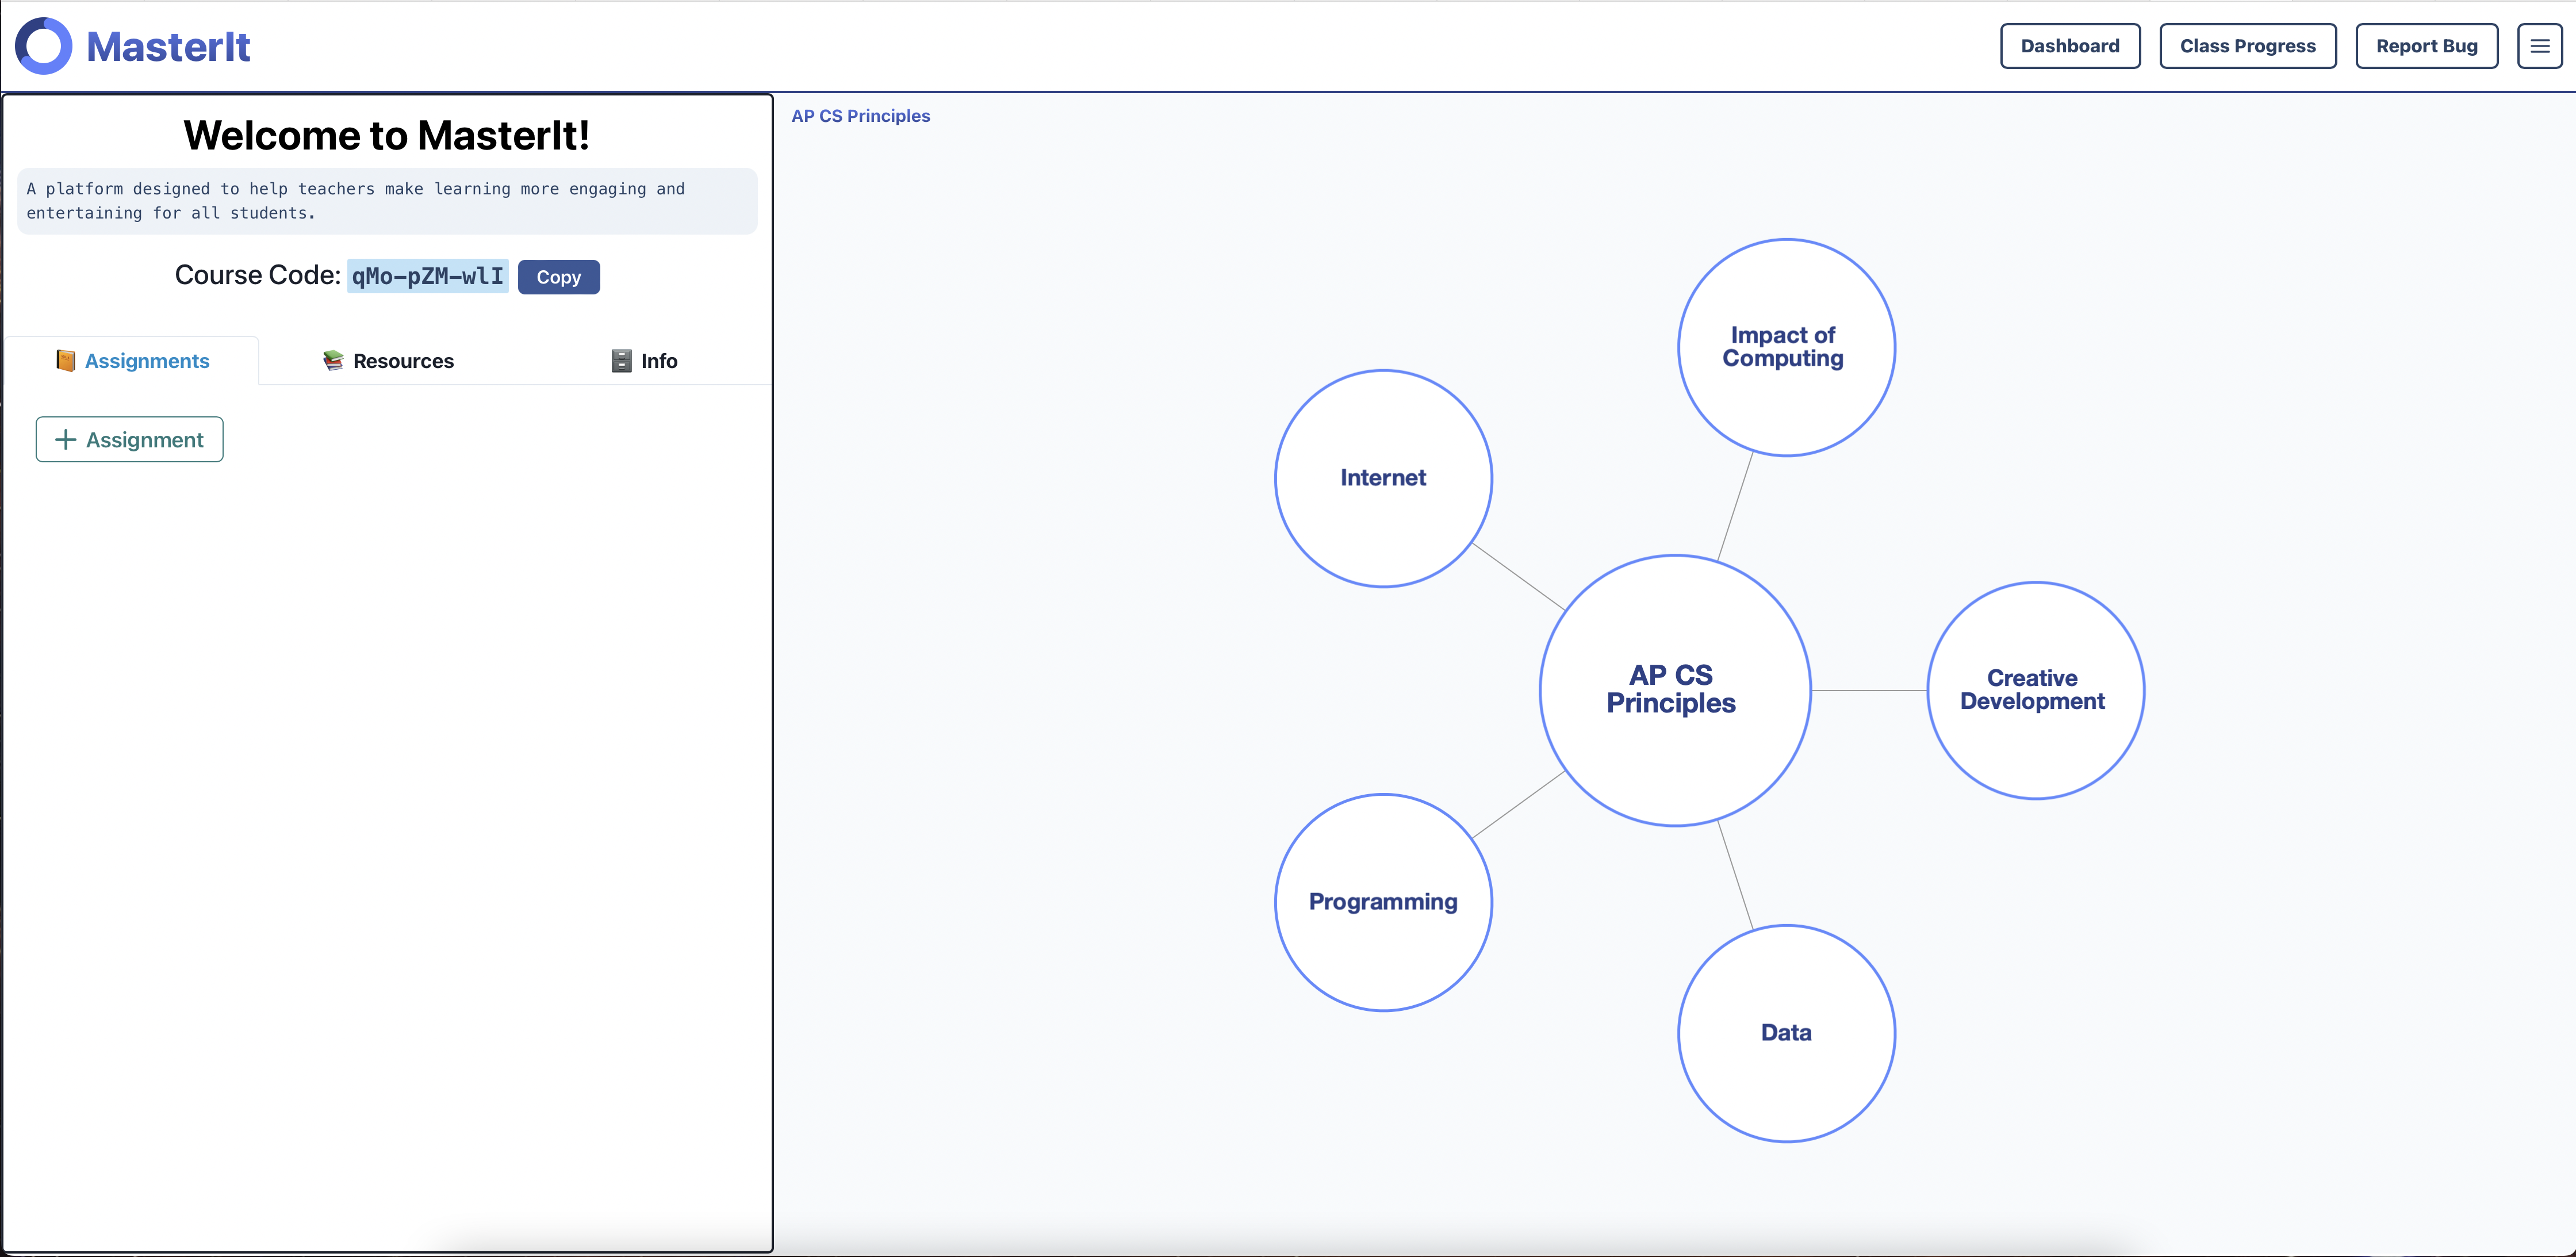 MasterIt
Dashboard
Class Progress
Report Bug
Welcome to MasterIt!
A platform designed to help teachers make learning more engaging and
entertaining for all students.
Course Code: qMo-pZM-wlI Copy
Assignments
Resources
Info
+ Assignment
AP CS Principles
Impact of
Computing
Internet
AP CS
Principles
Creative
Development
Programming
Data